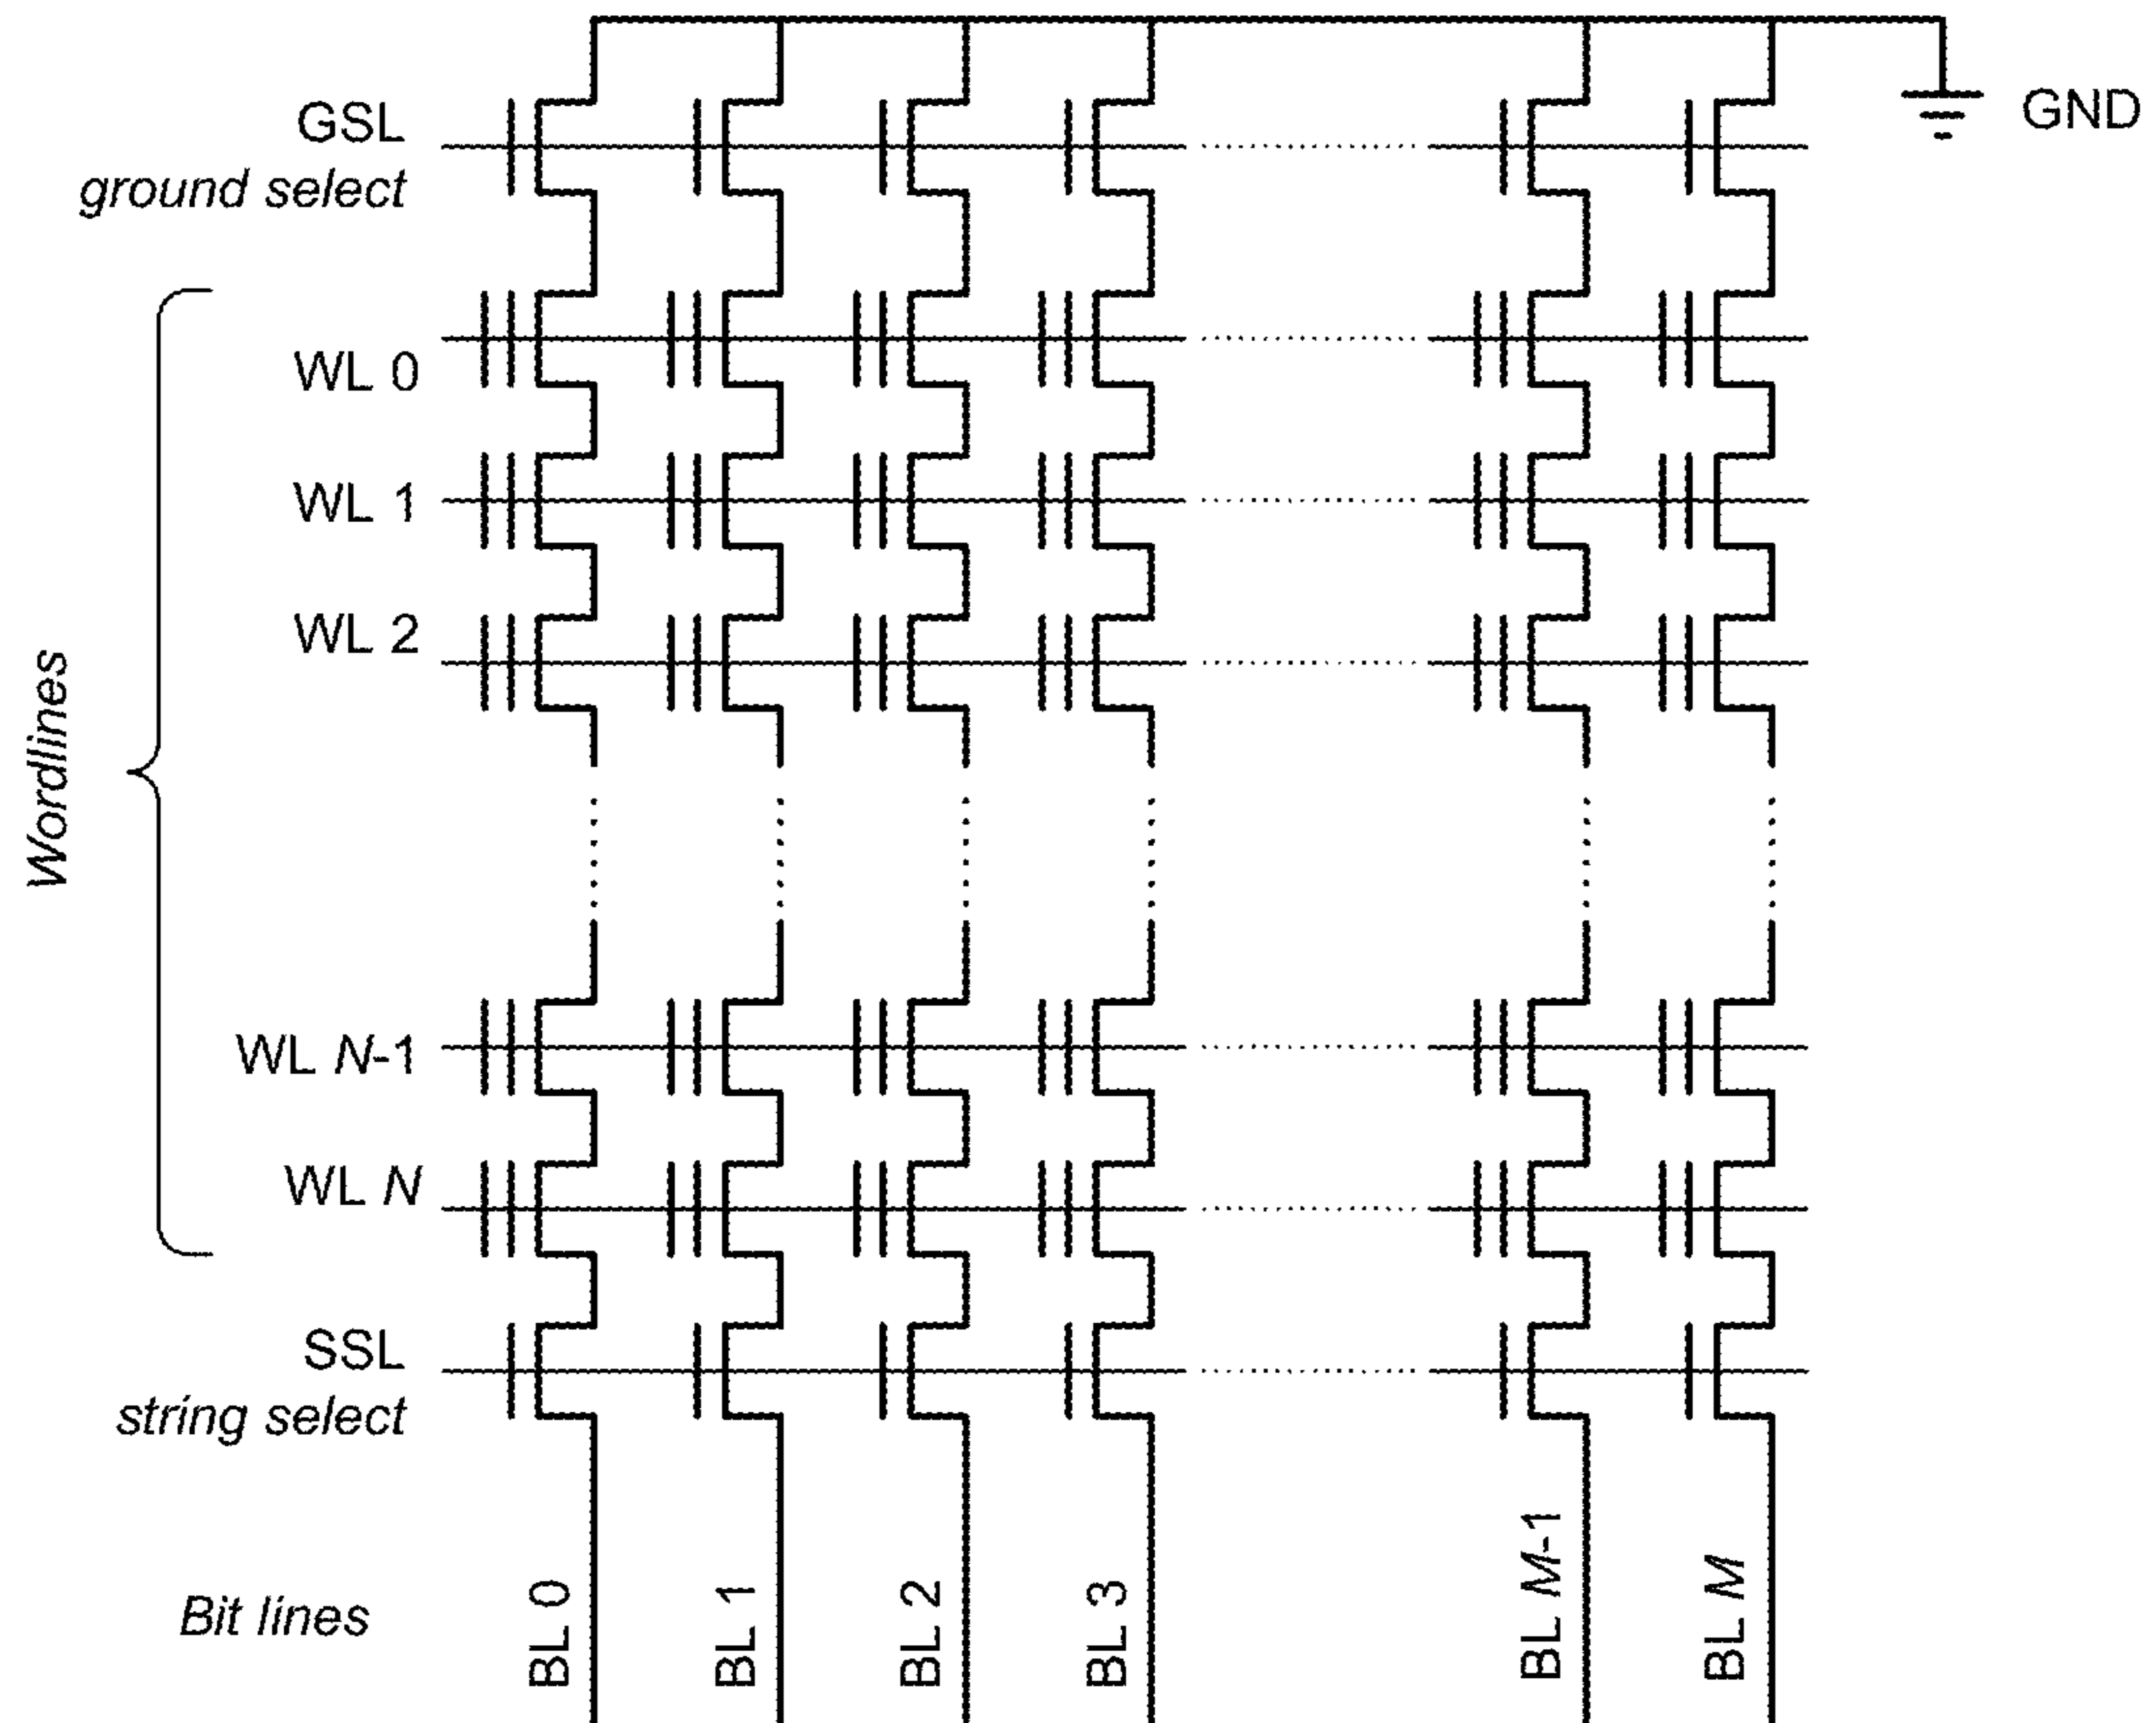 GSL
ground select
GND
Wordlines
WL 0
WL 1
WL 2
WL N-1
WL N
SSL
string select
Bit lines
BL 0
BL 1
BL 2
BL 3
BL M-1
BL M